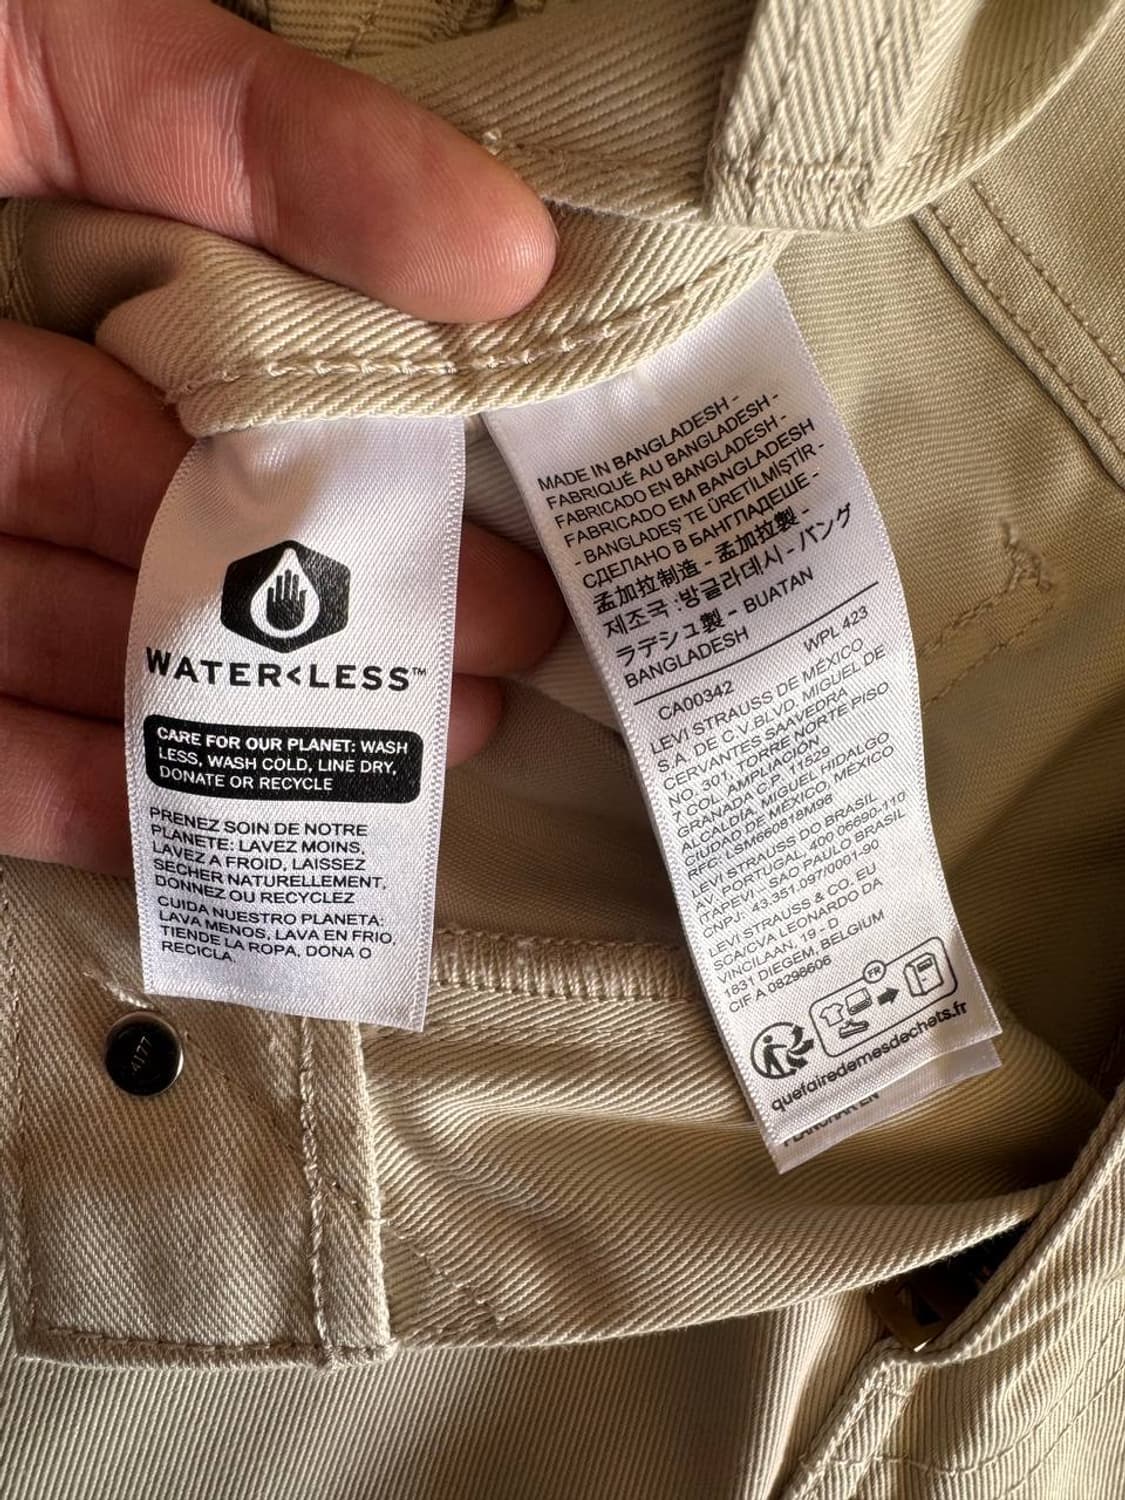 WATER<LESS™
CARE FOR OUR PLANET: WASH
LESS, WASH COLD, LINE DRY,
DONATE OR RECYCLE
PRENEZ SOIN DE NOTRE
PLANETE: LAVEZ MOINS,
LAVEZ A FROID, LAISSEZ
SECHER NATURELLEMENT,
DONNEZ OU RECYCLEZ
CUIDA NUESTRO PLANETA:
LAVA MENOS, LAVA EN FRIO,
TIENDE LA ROPA, DONA O
RECICLA.
4177
MADE IN BANGLADESH -
FABRIQUÉ AU BANGLADESH -
FABRICADO EN BANGLADESH -
FABRICADO EM BANGLADESH
- BANGLADEŞ' TE ÜRETİLMİŞTİR -
СДЕЛАНО В БАНГЛАДЕШЕ -
孟加拉制造 - 孟加拉製 -
제조국 :방글라데시 - バング
ラデシュ製 - BUATAN
BANGLADESH
WPL 423
CA00342
LEVI STRAUSS DE MÉXICO
S.A. DE C.V.BLVD. MIGUEL DE
CERVANTES SAAVEDRA
NO. 301, TORRE NORTE PISO
7 COL. AMPLIACIÓN
GRANADA C.P. 11529
ALCALDÍA, MIGUEL HIDALGO
CIUDAD DE MÉXICO, MÉXICO
RFC: LSM660818M96
LEVI STRAUSS DO BRASIL
AV. PORTUGAL, 400 06690-110
ITAPEVI – SAO PAULO BRASIL
CNPJ: 43.351.097/0001-90
LEVI STRAUSS & CO. EU
SCA/CVA LEONARDO DA
VINCILAAN, 19 - D
1831 DIEGEM, BELGIUM
CIF A 08298606
FR
quefairedemesdechets.fr